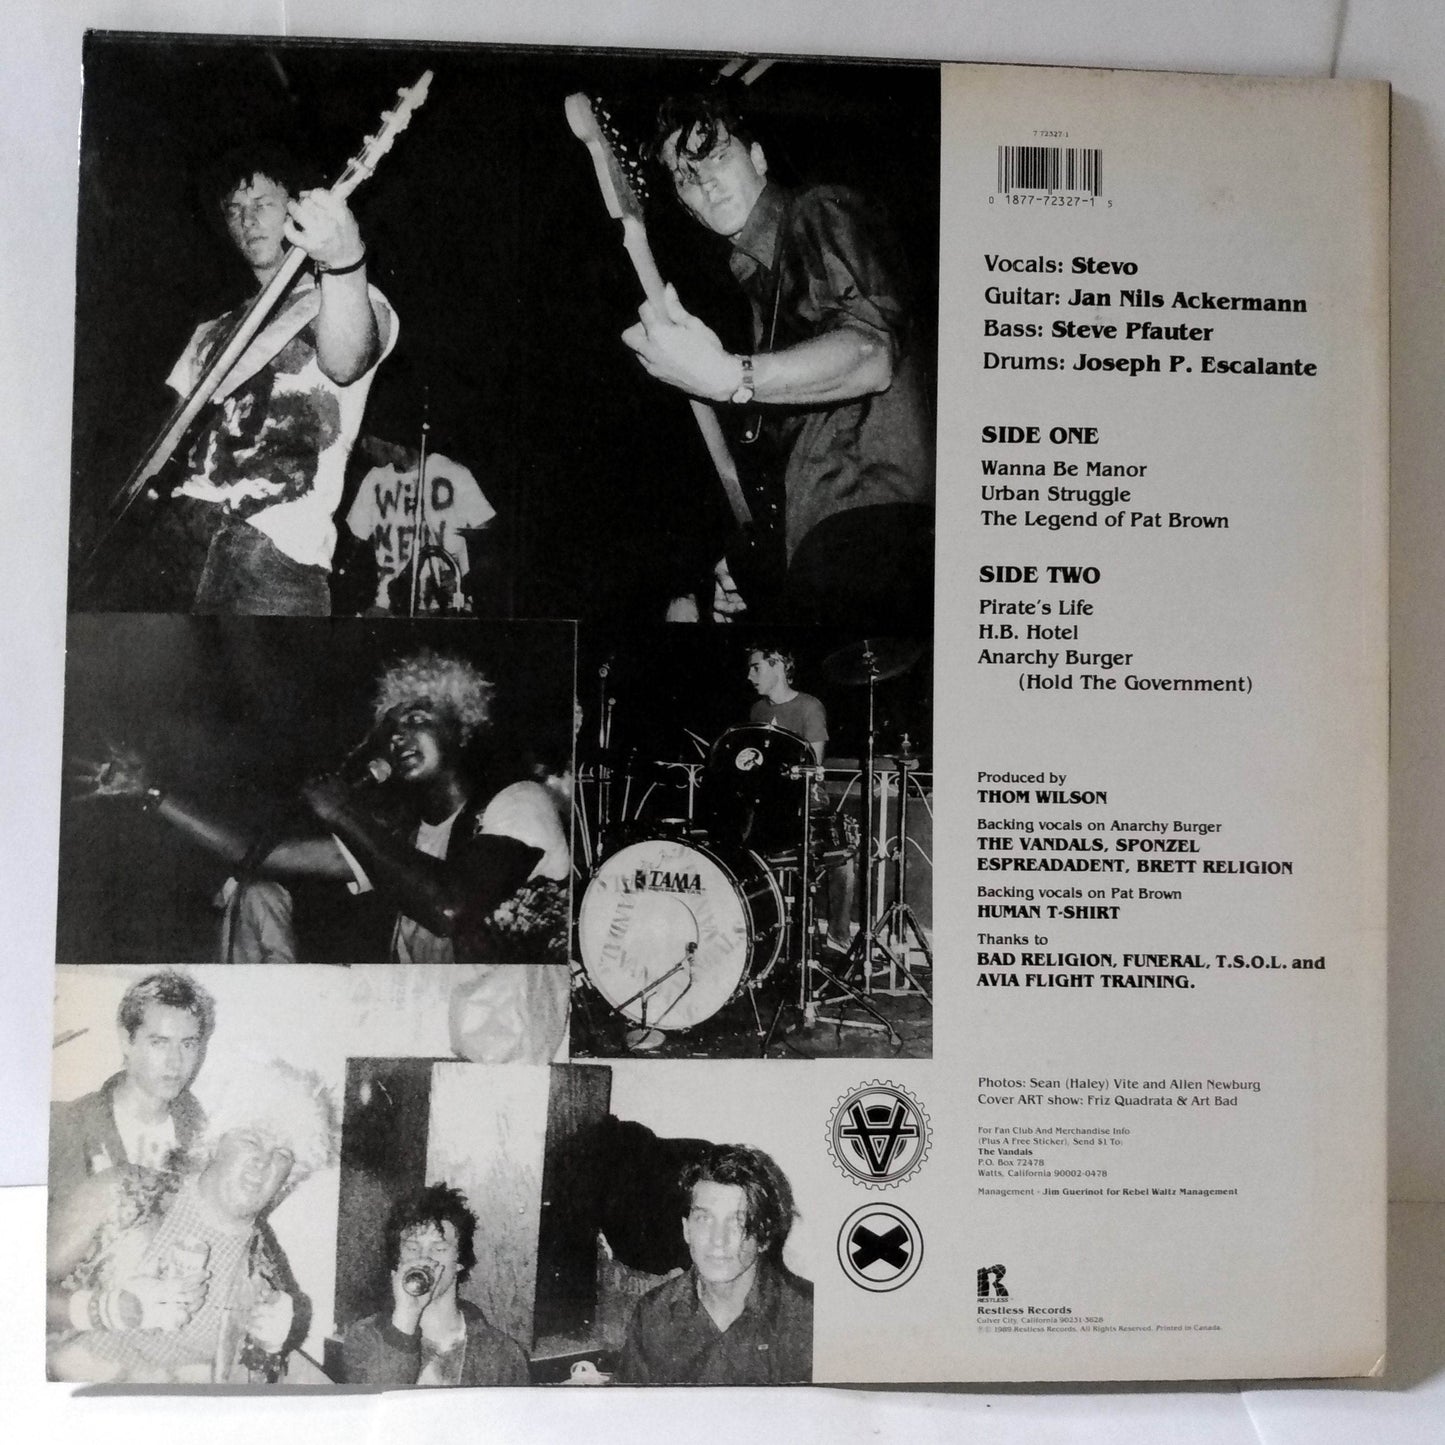 7 72327-1
0 1877-72327-1 5
Vocals: Stevo
Guitar: Jan Nils Ackermann
Bass: Steve Pfauter
Drums: Joseph P. Escalante
SIDE ONE
Wanna Be Manor
Urban Struggle
The Legend of Pat Brown
SIDE TWO
Pirate's Life
H.B. Hotel
Anarchy Burger
(Hold The Government)
Produced by
THOM WILSON
Backing vocals on Anarchy Burger
THE VANDALS, SPONZEL
ESPREADADENT, BRETT RELIGION
Backing vocals on Pat Brown
HUMAN T-SHIRT
Thanks to
BAD RELIGION, FUNERAL, T.S.O.L. and
AVIA FLIGHT TRAINING.
Photos: Sean (Haley) Vite and Allen Newburg
Cover ART show: Friz Quadrata & Art Bad
For Fan Club And Merchandise Info
(Plus A Free Sticker), Send $1 To:
The Vandals
P.O. Box 72478
Watts, California 90002-0478
Management - Jim Guerinot for Rebel Waltz Management
RESTLESS
Restless Records
Culver City, California 90231-3628
℗ © 1989 Restless Records. All Rights Reserved. Printed in Canada.
TAMA
VANDALS